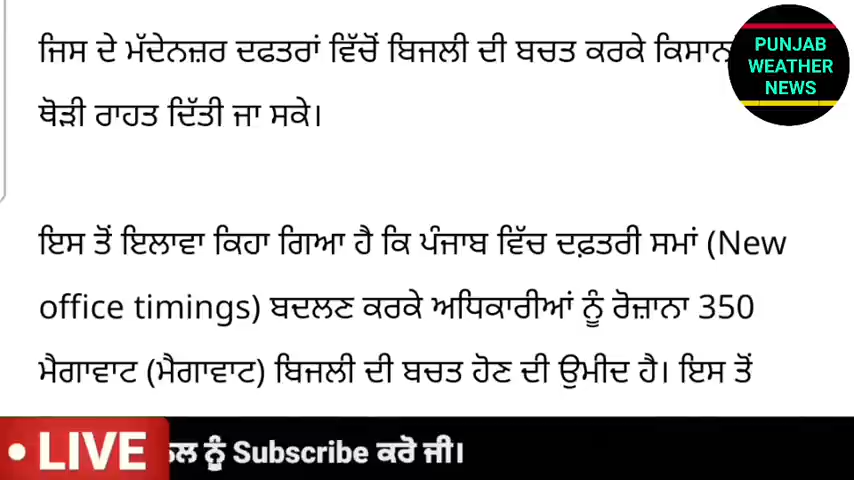 ਜਿਸ ਦੇ ਮੱਦੇਨਜ਼ਰ ਦਫਤਰਾਂ ਵਿੱਚੋਂ ਬਿਜਲੀ ਦੀ ਬਚਤ ਕਰਕੇ
ਥੋੜੀ ਰਾਹਤ ਦਿੱਤੀ ਜਾ ਸਕੇ।
PUNJAB
WEATHER
NEWS
ਇਸ ਤੋਂ ਇਲਾਵਾ ਕਿਹਾ ਗਿਆ ਹੈ ਕਿ ਪੰਜਾਬ ਵਿੱਚ ਦਫ਼ਤਰੀ ਸਮਾਂ (New
office timings) ਬਦਲਣ ਕਰਕੇ ਅਧਿਕਾਰੀਆਂ ਨੂੰ ਰੋਜ਼ਾਨਾ 350
ਮੈਗਾਵਾਟ (ਮੈਗਾਵਾਟ) ਬਿਜਲੀ ਦੀ ਬਚਤ ਹੋਣ ਦੀ ਉਮੀਦ ਹੈ। ਇਸ ਤੋਂ
LIVE
ਨੂੰ Subscribe ਕਰੋ ਜੀ।